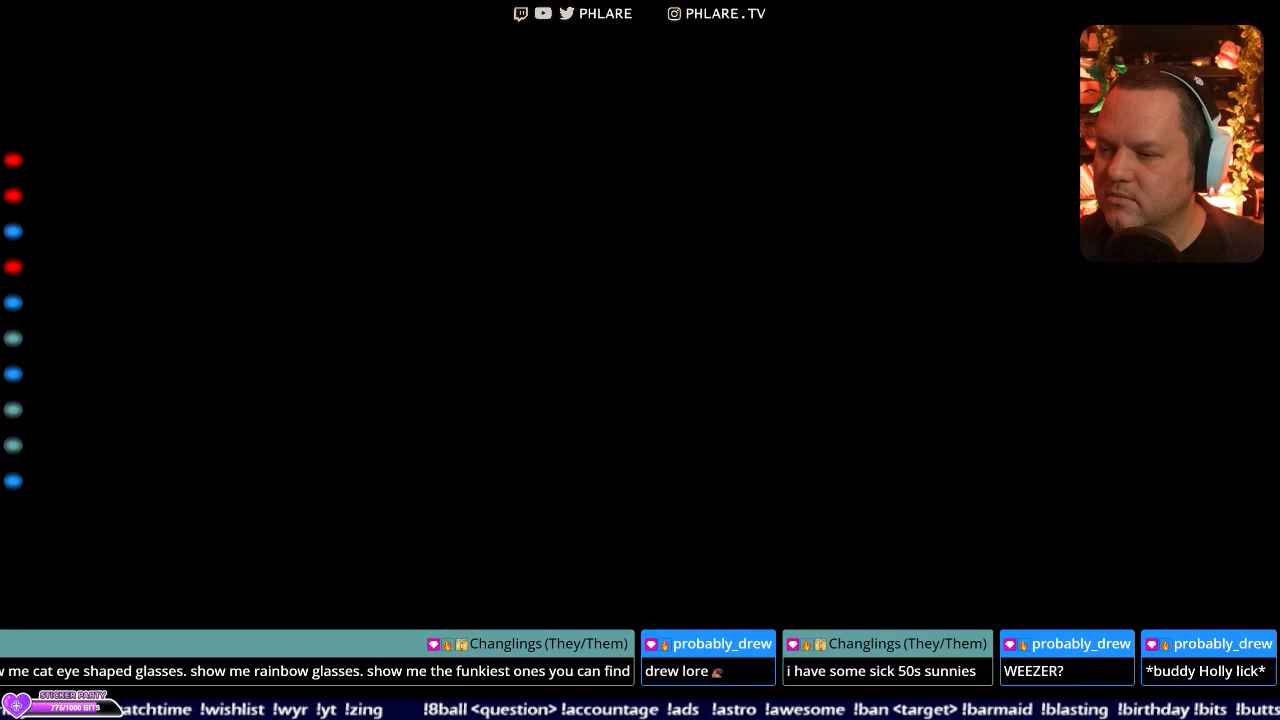 PHLARE PHLARE.TV
Changlings (They/Them)
me cat eye shaped glasses. show me rainbow glasses. show me the funkiest ones you can find
probably_drew
drew lore
Changlings (They/Them)
i have some sick 50s sunnies
probably_drew
WEEZER?
probably_drew
*buddy Holly lick*
STICKER PARTY
775/1000 BITS
atchtime !wishlist !wyr !yt !zing !8ball <question> !accountage !ads !astro !awesome !ban <target> !barmaid !blasting !birthday !bits !butts